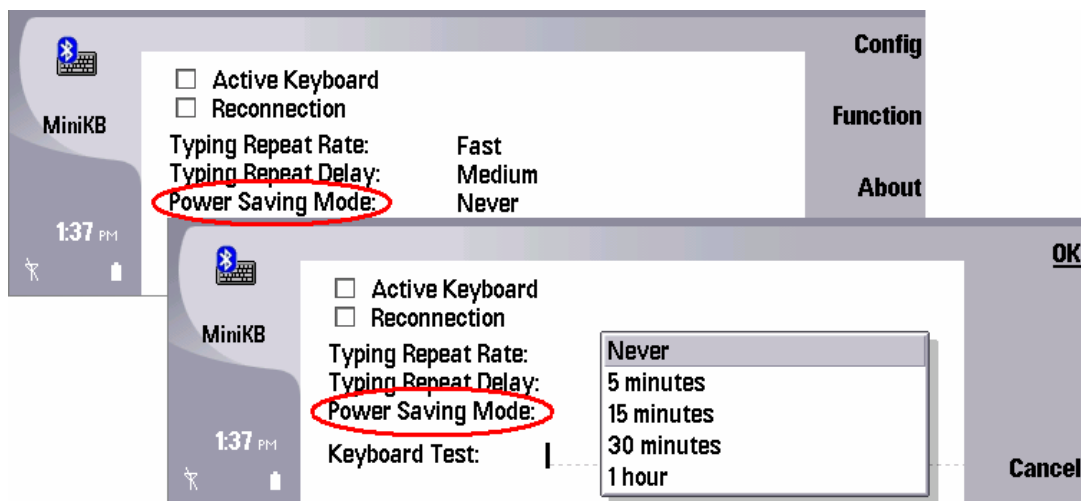 MiniKB
1:37 PM
Active Keyboard
Reconnection
Typing Repeat Rate: Fast
Typing Repeat Delay: Medium
Power Saving Mode: Never
Config
Function
About
MiniKB
1:37 PM
Active Keyboard
Reconnection
Typing Repeat Rate:
Typing Repeat Delay:
Power Saving Mode:
Keyboard Test:
Never
5 minutes
15 minutes
30 minutes
1 hour
OK
Cancel